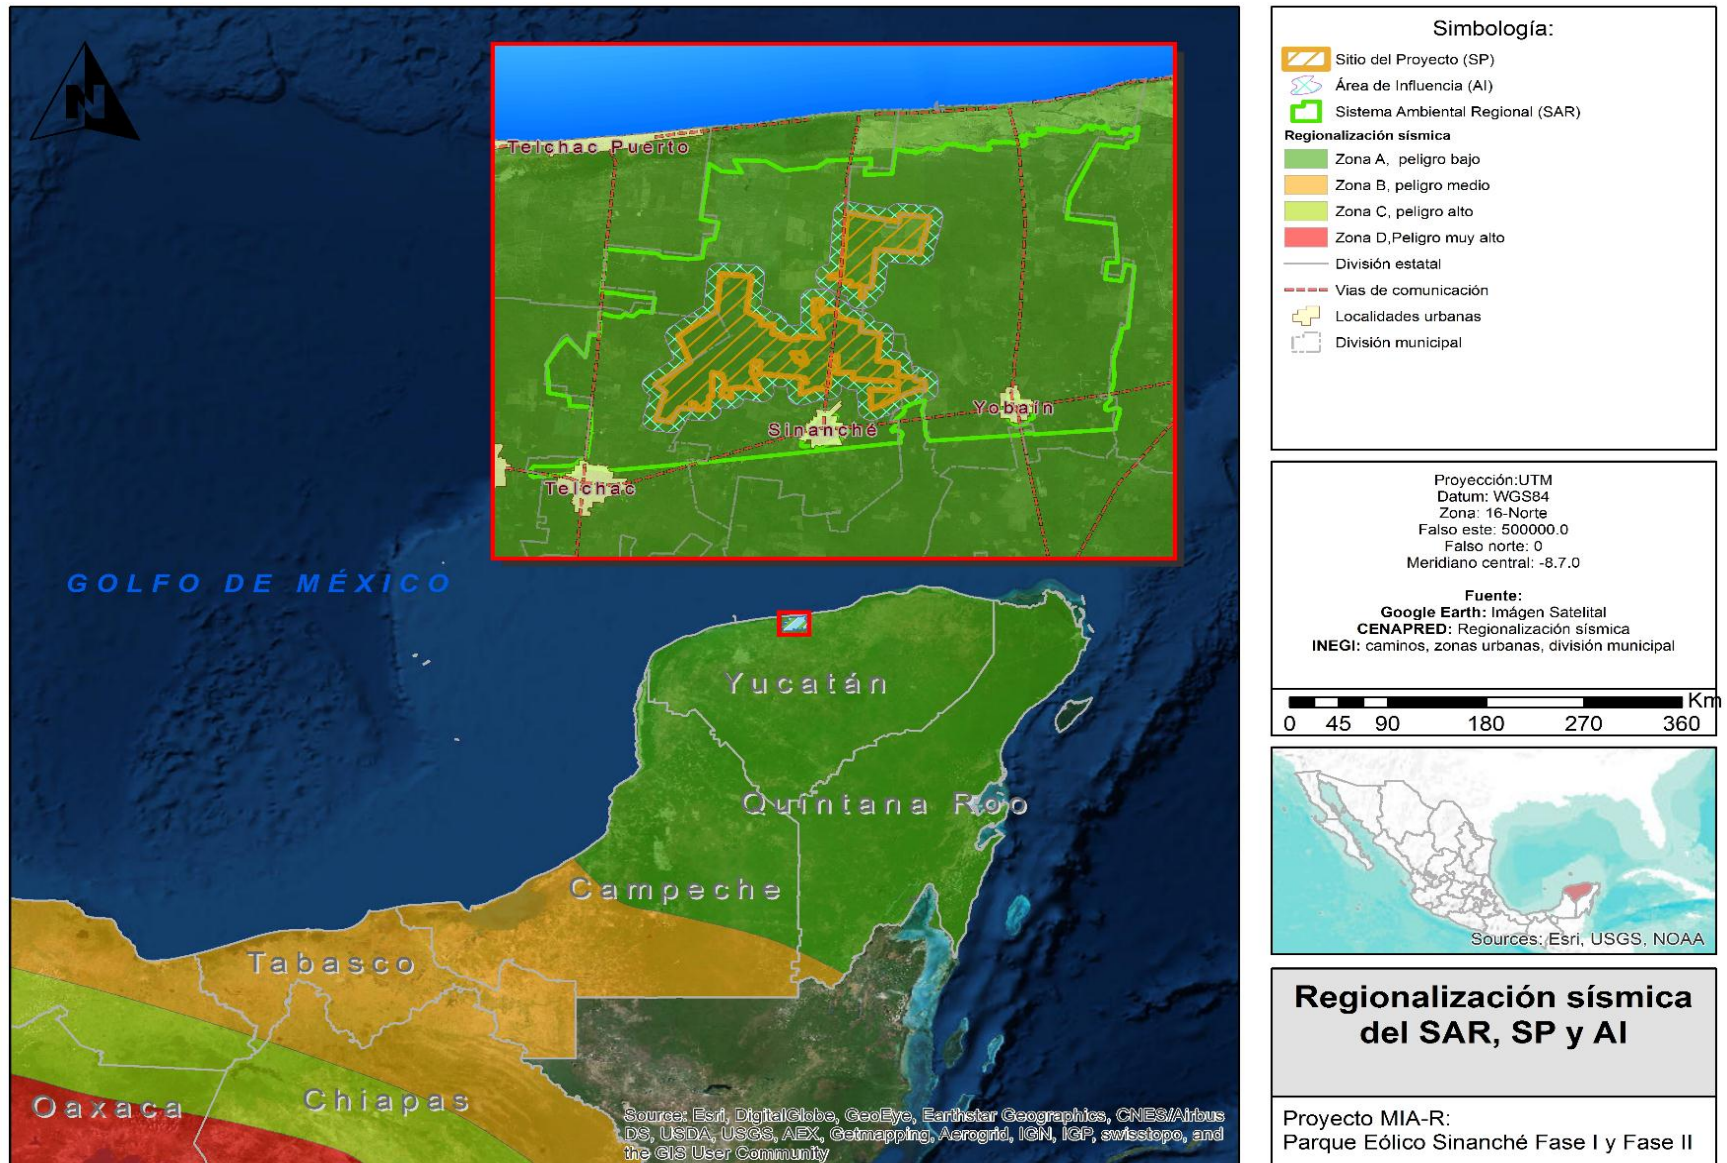 N
Telchac Puerto
Sinanché
Yobaín
Telchac
GOLFO DE MÉXICO
Yucatán
Quintana Roo
Campeche
Tabasco
Chiapas
Oaxaca
Source: Esri, DigitalGlobe, GeoEye, Earthstar Geographics, CNES/Airbus
DS, USDA, USGS, AEX, Getmapping, Aerogrid, IGN, IGP, swisstopo, and
the GIS User Community
Simbología:
Sitio del Proyecto (SP)
Área de Influencia (AI)
Sistema Ambiental Regional (SAR)
Regionalización sísmica
Zona A, peligro bajo
Zona B, peligro medio
Zona C, peligro alto
Zona D,Peligro muy alto
División estatal
Vias de comunicación
Localidades urbanas
División municipal
Proyección:UTM
Datum: WGS84
Zona: 16-Norte
Falso este: 500000.0
Falso norte: 0
Meridiano central: -8.7.0
Fuente:
Google Earth: Imágen Satelital
CENAPRED: Regionalización sísmica
INEGI: caminos, zonas urbanas, división municipal
Km
0 45 90 180 270 360
Sources: Esri, USGS, NOAA
Regionalización sísmica
del SAR, SP y AI
Proyecto MIA-R:
Parque Eólico Sinanché Fase I y Fase II